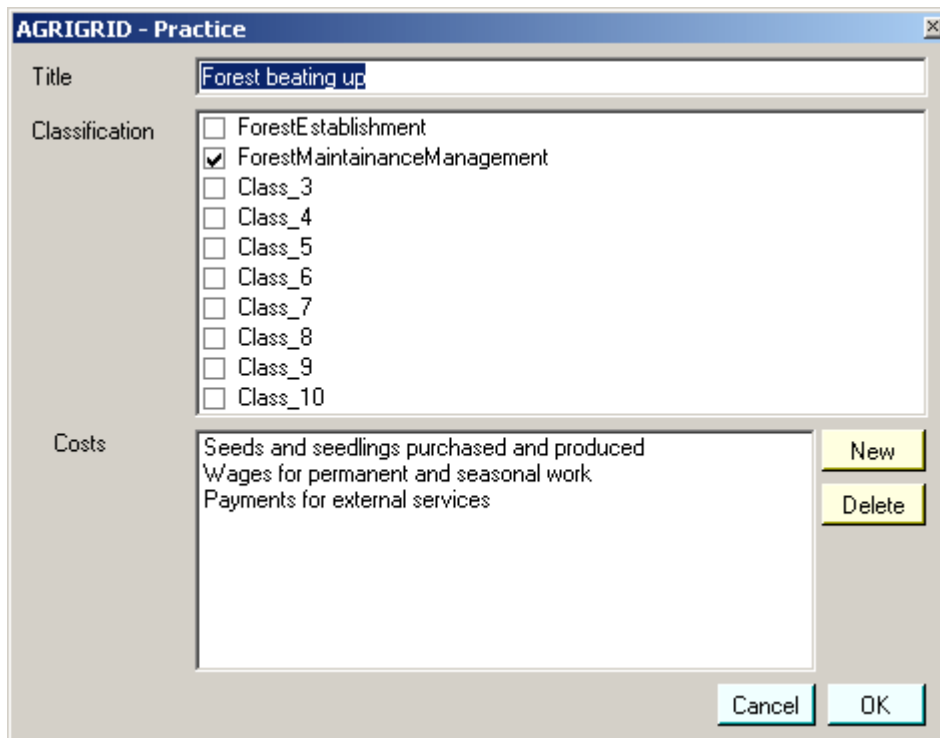 AGRIGRID - Practice
Title
Forest beating up
Classification
ForestEstablishment
ForestMaintainanceManagement
Class_3
Class_4
Class_5
Class_6
Class_7
Class_8
Class_9
Class_10
Costs
Seeds and seedlings purchased and produced
Wages for permanent and seasonal work
Payments for external services
New
Delete
Cancel
OK